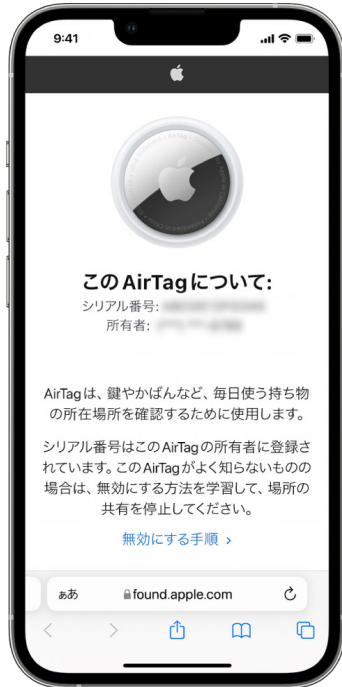 9:41
このAirTagについて:
シリアル番号:
所有者:
AirTagは、鍵やかばんなど、毎日使う持ち物
の所在場所を確認するために使用します。
シリアル番号はこのAirTagの所有者に登録さ
れています。このAirTagがよく知らないものの
場合は、無効にする方法を学習して、場所の
共有を停止してください。
無効にする手順 >
ぁあ
found.apple.com